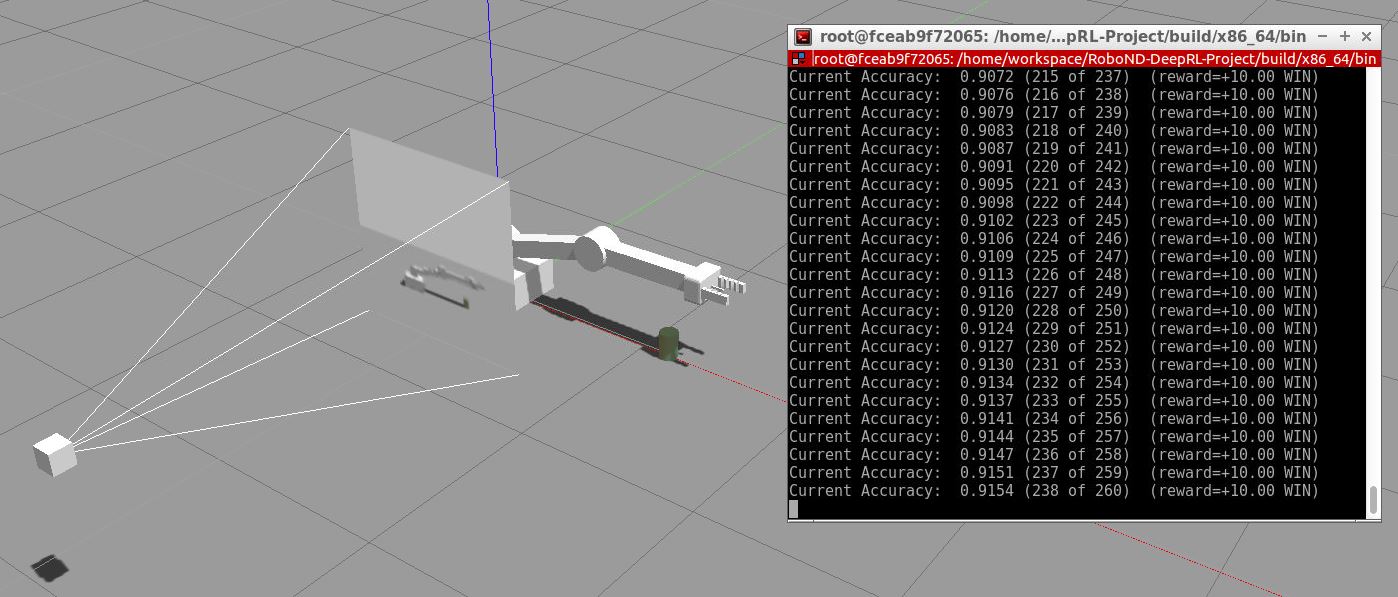 root@fceab9f72065: /home/...pRL-Project/build/x86_64/bin
root@fceab9f72065: /home/workspace/RoboND-DeepRL-Project/build/x86_64/bin
Current Accuracy:  0.9072 (215 of 237)  (reward=+10.00 WIN)
Current Accuracy:  0.9076 (216 of 238)  (reward=+10.00 WIN)
Current Accuracy:  0.9079 (217 of 239)  (reward=+10.00 WIN)
Current Accuracy:  0.9083 (218 of 240)  (reward=+10.00 WIN)
Current Accuracy:  0.9087 (219 of 241)  (reward=+10.00 WIN)
Current Accuracy:  0.9091 (220 of 242)  (reward=+10.00 WIN)
Current Accuracy:  0.9095 (221 of 243)  (reward=+10.00 WIN)
Current Accuracy:  0.9098 (222 of 244)  (reward=+10.00 WIN)
Current Accuracy:  0.9102 (223 of 245)  (reward=+10.00 WIN)
Current Accuracy:  0.9106 (224 of 246)  (reward=+10.00 WIN)
Current Accuracy:  0.9109 (225 of 247)  (reward=+10.00 WIN)
Current Accuracy:  0.9113 (226 of 248)  (reward=+10.00 WIN)
Current Accuracy:  0.9116 (227 of 249)  (reward=+10.00 WIN)
Current Accuracy:  0.9120 (228 of 250)  (reward=+10.00 WIN)
Current Accuracy:  0.9124 (229 of 251)  (reward=+10.00 WIN)
Current Accuracy:  0.9127 (230 of 252)  (reward=+10.00 WIN)
Current Accuracy:  0.9130 (231 of 253)  (reward=+10.00 WIN)
Current Accuracy:  0.9134 (232 of 254)  (reward=+10.00 WIN)
Current Accuracy:  0.9137 (233 of 255)  (reward=+10.00 WIN)
Current Accuracy:  0.9141 (234 of 256)  (reward=+10.00 WIN)
Current Accuracy:  0.9144 (235 of 257)  (reward=+10.00 WIN)
Current Accuracy:  0.9147 (236 of 258)  (reward=+10.00 WIN)
Current Accuracy:  0.9151 (237 of 259)  (reward=+10.00 WIN)
Current Accuracy:  0.9154 (238 of 260)  (reward=+10.00 WIN)